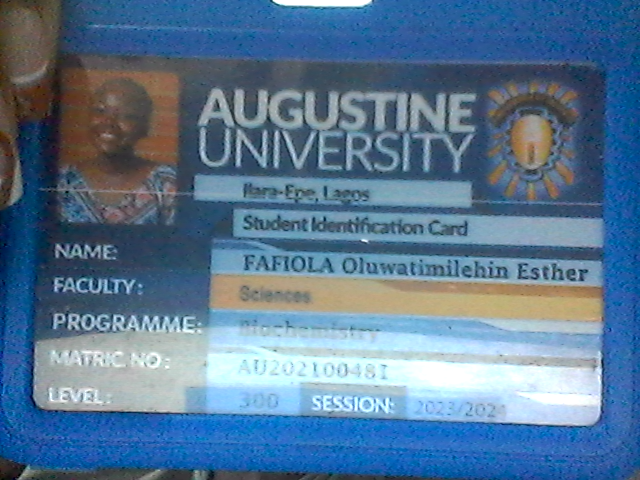 AUGUSTINE
UNIVERSITY
Ilara-Epe, Lagos
Student Identification Card
NAME: FAFIOLA Oluwatimilehin Esther
FACULTY: Sciences
PROGRAMME: Biochemistry
MATRIC. NO: AU202100481
LEVEL: 300 SESSION: 2023/2024